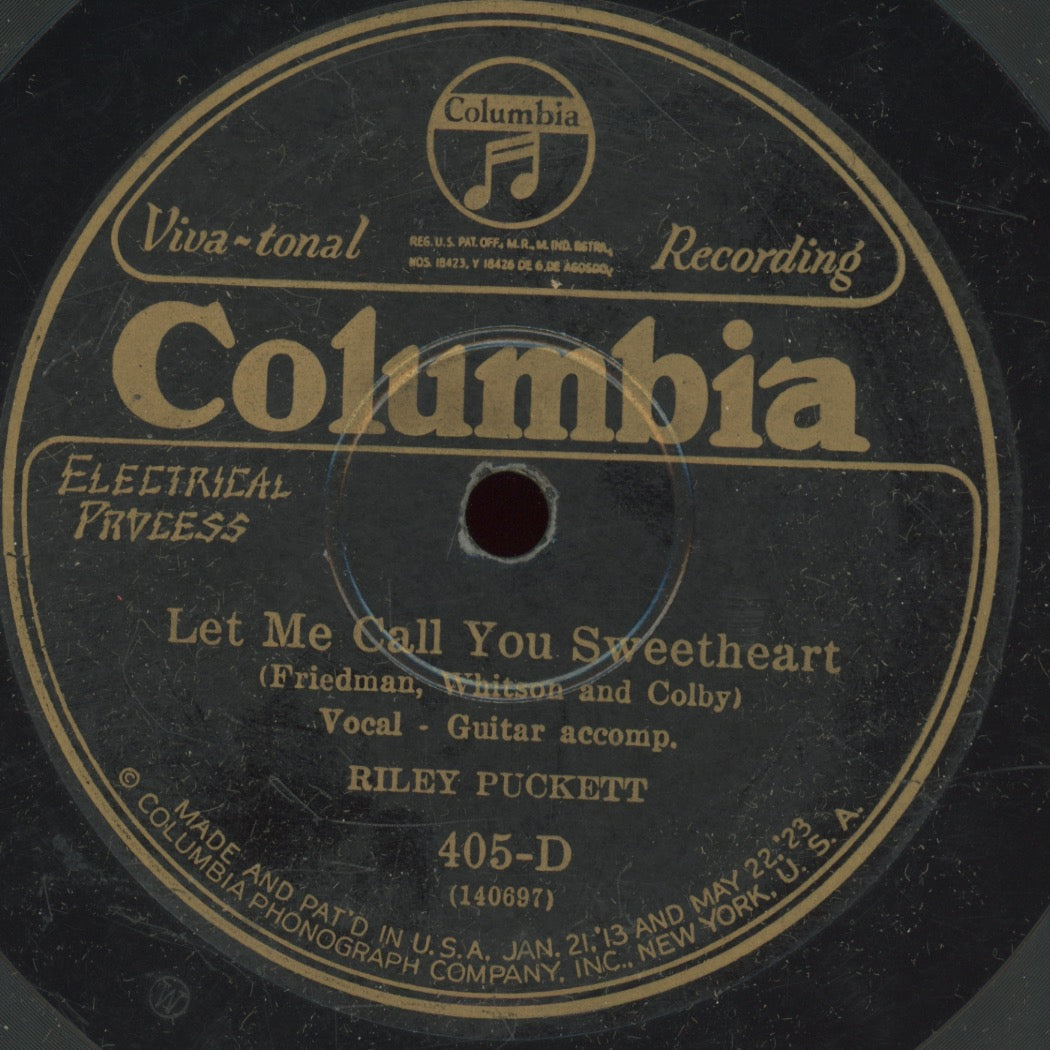 Columbia
Viva-tonal
REG. U.S. PAT. OFF., M.R., M. IND. RGTRA.,
NOS. 18423, Y 18426 DE 6, DE AGOSDO,
Recording
Columbia
ELECTRICAL
PROCESS
Let Me Call You Sweetheart
(Friedman, Whitson and Colby)
Vocal - Guitar accomp.
RILEY PUCKETT
405-D
(140697)
MADE AND PAT'D IN U.S.A. JAN. 21,'13 AND MAY 22,'23
© COLUMBIA PHONOGRAPH COMPANY, INC., NEW YORK, U. S. A.
W